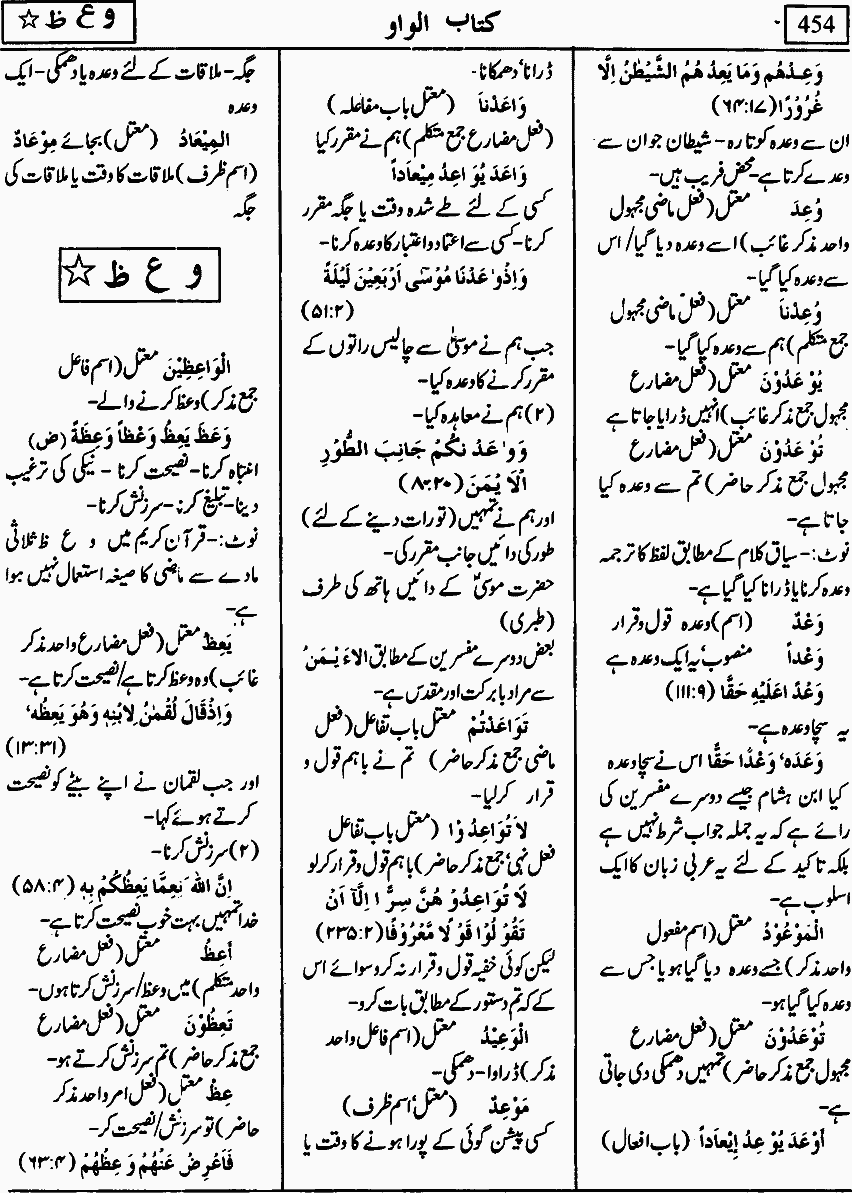 454
کتاب الواو
و ع ظ ☆
وَعِدْهُم وَمَا يَعِدُ هُمُ الشَّيْطٰنُ اِلَّا
غُرُوْرًا(۶۴:۱۷)
ان سے وعدہ کوتارہ- شیطان جو ان سے
وعدے کرتا ہے-محض فریب ہیں-
وُعِدَ معتل(فعل ماضی مجہول
واحد مذکر غائب)اسے وعدہ دیا گیا/ اس
سے وعدہ کیا گیا-
وُعِدْنَا معتل(فعل ماضی مجہول
جمع متکلم)ہم سے وعدہ کیا گیا-
يُوْعَدُوْنَ معتل(فعل مضارع
مجہول جمع مذکر غائب)انہیں ڈرایا جاتا ہے
تُوْعَدُوْنَ معتل(فعل مضارع
مجہول جمع مذکر حاضر)تم سے وعدہ کیا
جاتا ہے-
نوٹ:-سیاق کلام کے مطابق لفظ کا ترجمہ
وعدہ کرنا یا ڈرانا کیا گیا ہے-
وَعْدٌ (اسم)وعدہ قول و قرار
وَعْداً منصوب'یہ ایک وعدہ ہے
وَعْدً اعَلَيْهِ حَقًّا (۱۱۱:۹)
یہ سچا وعدہ ہے-
وَعَدَه' وَعْدًا حَقًّا اس نے سچا وعدہ
کیا ابن ہشام جیسے دوسرے مفسرین کی
رائے ہے کہ یہ جملہ جواب شرط نہیں ہے
بلکہ تاکید کے لئے یہ عربی زبان کا ایک
اسلوب ہے-
الْمَوْعُوْدُ معتل(اسم مفعول
واحد مذکر)جسے وعدہ دیا گیا ہو یا جس سے
وعدہ کیا گیا ہو-
تُوْعَدُوْنَ معتل(فعل مضارع
مجہول جمع مذکر حاضر)تمہیں دھمکی دی جاتی
ہے-
أَوْعَدَ يُوْ عِدُ اِيْعَاداً (باب افعال)
ڈرانا'دھمکانا-
وَاعَدْنَا (معتل باب مفاعلہ)
(فعل مضارع جمع متکلم)ہم نے مقرر کیا
وَاعَدَ يُوَ اعِدُ مِيْعَاداً
کسی کے لئے طے شدہ وقت یا جگہ مقرر
کرنا-کسی سے اعتماد و اعتبار کا وعدہ کرنا-
وَاِذْوٰ عَدْنَا مُوْسٰى اَرْبَعِيْنَ لَيْلَةً
(۵۱:۲)
جب ہم نے موسیٰ سے چالیس راتوں کے
مقرر کرنے کا وعدہ کیا-
(۲)ہم نے معاہدہ کیا-
وَوٰ عَدْ نٰكُمْ جَانِبَ الطُّوْرِ
الْاَ يْمَنَ (۸۰:۲۰)
اور ہم نے تمہیں(تورات دینے کے لئے)
طور کی دائیں جانب مقرر کی-
حضرت موسیٰ کے دائیں ہاتھ کی طرف
(طبری)
بعض دوسرے مفسرین کے مطابق الاَيْمَنَ
سے مراد بابرکت اور مقدس ہے-
تَوَاعَدْتُمْ معتل باب تفاعل(فعل
ماضی جمع مذکر حاضر) تم نے باہم قول و
قرار کر لیا-
لاَ تُوَاعِدُ وْا (معتل باب تفاعل
فعل نہی'جمع مذکر حاضر)باہم قول و قرار کر لو
لَا تُوَاعِدُوْ هُنَّ سِرًّ ا اِلَّآ اَنْ
تَقُوْ لُوْا قَوْ لًا مَّعْرُوْفًا(۲۳۵:۲)
لیکن کوئی خفیہ قول و قرار نہ کرو سوائے اس
کے کہ تم دستور کے مطابق بات کرو-
الْوَعِيْدُ معتل(اسم فاعل واحد
مذکر)ڈراوا-دھمکی-
مَوْعِدٌ (معتل'اسم ظرف)
کسی پیشن گوئی کے پورا ہونے کا وقت یا
جگہ-ملاقات کے لئے وعدہ یا دھمکی-ایک
وعدہ
المِيْعَادُ (معتل)بجائے مِوْعَادٌ
(اسم ظرف)ملاقات کا وقت یا ملاقات کی
جگہ
و ع ظ ☆
الْوَاعِظِيْنَ معتل(اسم فاعل
جمع مذکر)وعظ کرنے والے-
وَعَظَ يَعِظُ وَعْظاً وَعِظَةً (ض)
انتباہ کرنا-نصیحت کرنا-نیکی کی ترغیب
دینا-تبلیغ کرنا-سرزنش کرنا-
نوٹ:-قرآن کریم میں و ع ظ ثلاثی
مادے سے ماضی کا صیغہ استعمال نہیں ہوا
ہے-
يَعِظُ معتل(فعل مضارع واحد مذکر
غائب)وہ وعظ کرتا ہے/نصیحت کرتا ہے-
وَاِذْقَالَ لُقْمٰنُ لِابْنِهٖ وَهُوَ يَعِظُه'
(۱۳:۳۱)
اور جب لقمان نے اپنے بیٹے کو نصیحت
کرتے ہوئے کہا-
(۲)سرزنش کرنا-
اِنَّ اللهَ نِعِمَّا يَعِظُكُمْ بِهٖ (۵۸:۴)
خدا تمہیں بہت خوب نصیحت کرتا ہے-
أَعِظُ معتل(فعل مضارع
واحد متکلم)میں وعظ/سرزنش کرتا ہوں-
تَعِظُوْنَ معتل(فعل مضارع
جمع مذکر حاضر)تم سرزنش کرتے ہو-
عِظْ معتل(فعل امر واحد مذکر
حاضر)تو سرزنش/نصیحت کر-
فَاَعْرِضْ عَنْهُمْ وَ عِظْهُمْ (۶۳:۴)